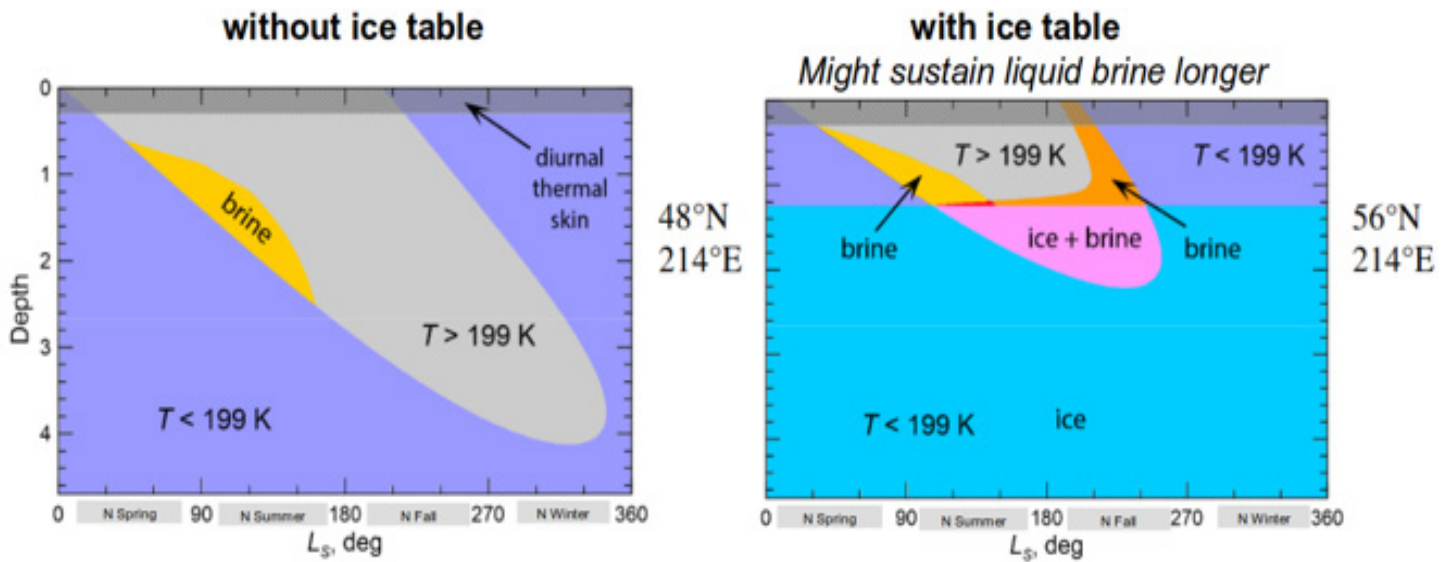 without ice table
0
1
2
3
4
Depth
brine
diurnal
thermal
skin
T > 199 K
T < 199 K
0 N Spring 90 N Summer 180 N Fall 270 N Winter 360
Ls, deg
48°N
214°E
with ice table
Might sustain liquid brine longer
T > 199 K
T < 199 K
brine
ice + brine
brine
T < 199 K
ice
0 N Spring 90 N Summer 180 N Fall 270 N Winter 360
Ls, deg
56°N
214°E